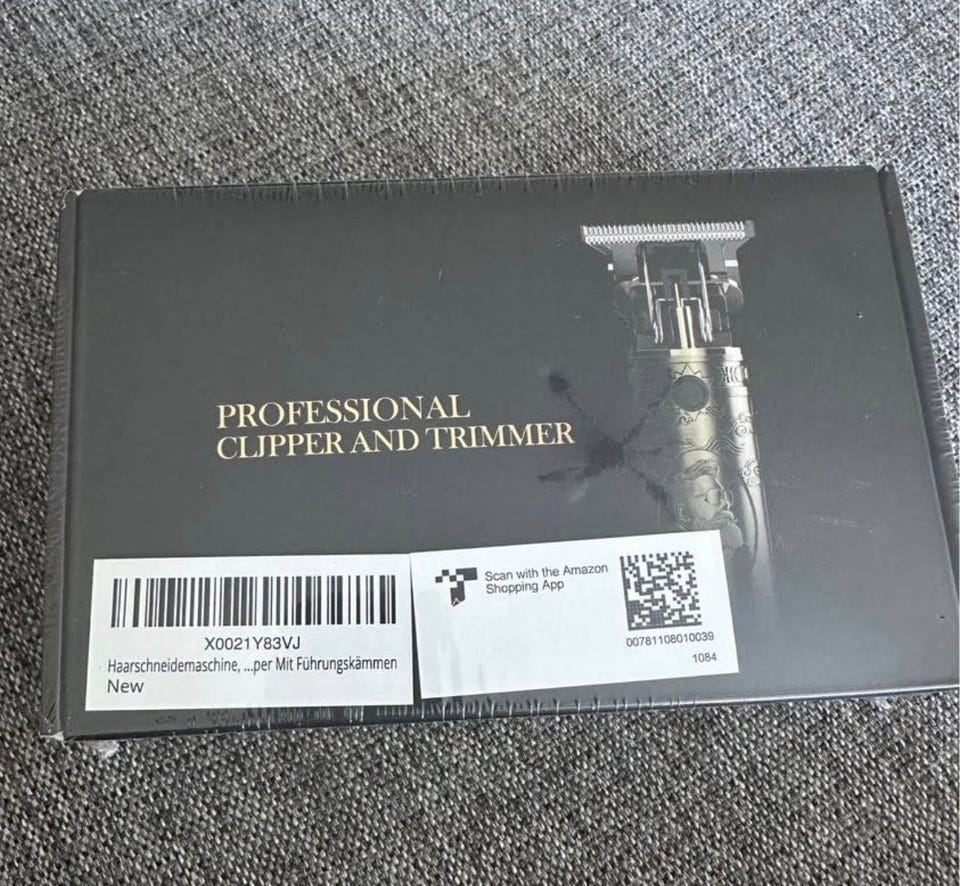 PROFESSIONAL
CLIPPER AND TRIMMER
X0021Y83VJ
Haarschneidemaschine, ...per Mit Führungskämmen
New
Scan with the Amazon
Shopping App
00781108010039
1084